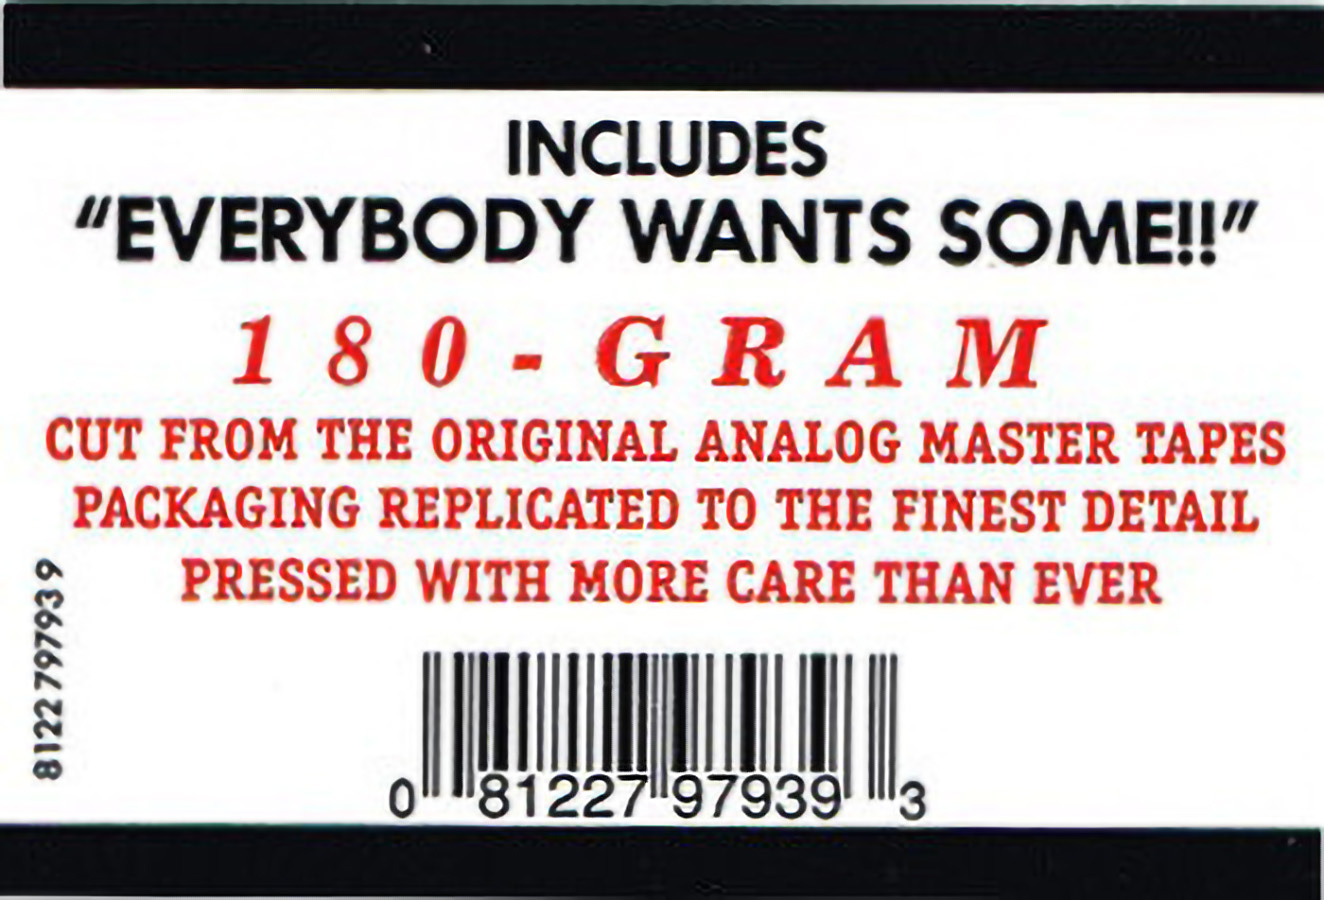 INCLUDES
“EVERYBODY WANTS SOME!!”
180-GRAM
CUT FROM THE ORIGINAL ANALOG MASTER TAPES
PACKAGING REPLICATED TO THE FINEST DETAIL
PRESSED WITH MORE CARE THAN EVER
8122 79793 9
0 81227 97939 3